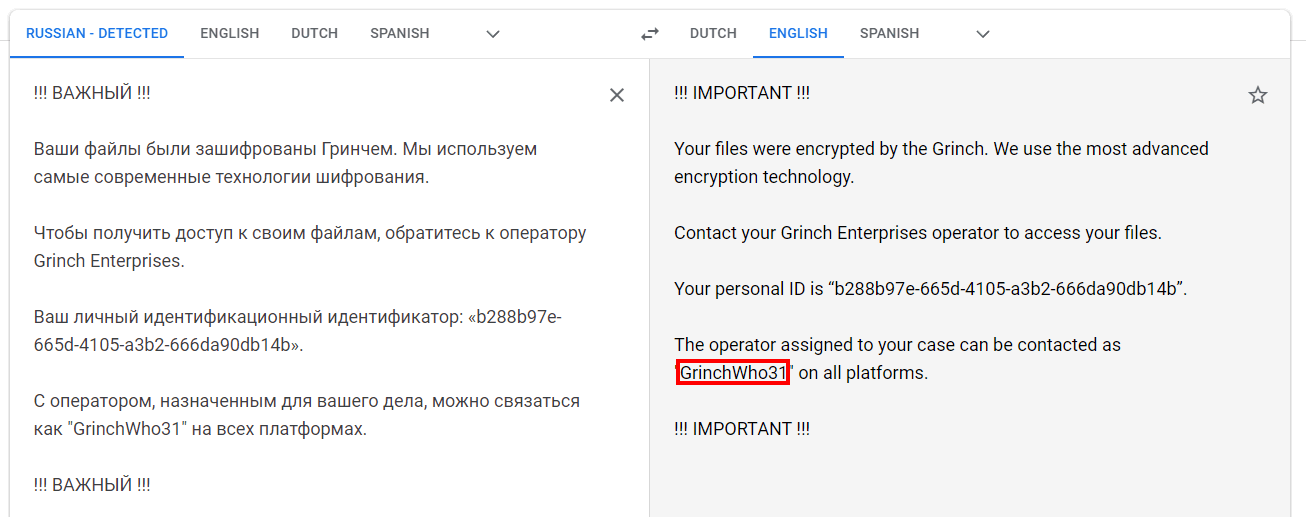 RUSSIAN - DETECTED ENGLISH DUTCH SPANISH DUTCH ENGLISH SPANISH
!!! ВАЖНЫЙ !!!
Ваши файлы были зашифрованы Гринчем. Мы используем
самые современные технологии шифрования.
Чтобы получить доступ к своим файлам, обратитесь к оператору
Grinch Enterprises.
Ваш личный идентификационный идентификатор: «b288b97e-
665d-4105-a3b2-666da90db14b».
С оператором, назначенным для вашего дела, можно связаться
как "GrinchWho31" на всех платформах.
!!! ВАЖНЫЙ !!!
!!! IMPORTANT !!!
Your files were encrypted by the Grinch. We use the most advanced
encryption technology.
Contact your Grinch Enterprises operator to access your files.
Your personal ID is “b288b97e-665d-4105-a3b2-666da90db14b”.
The operator assigned to your case can be contacted as
"GrinchWho31" on all platforms.
!!! IMPORTANT !!!